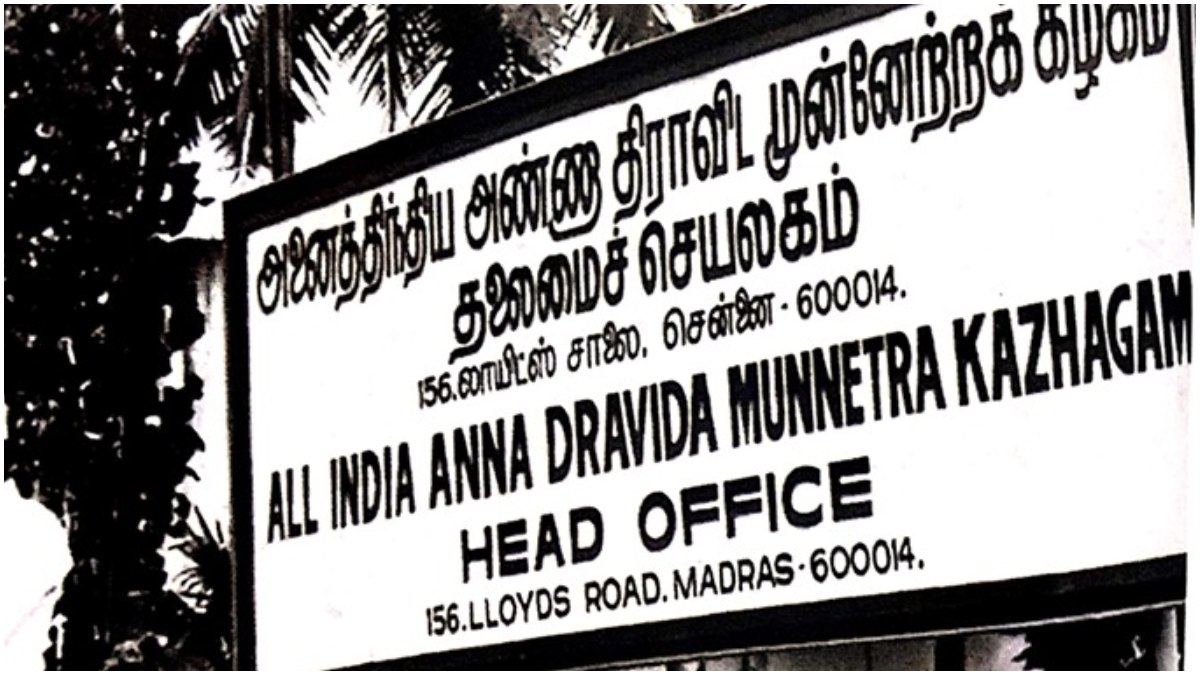 அனைத்திந்திய அண்ணா திராவிட முன்னேற்றக் கழகம்
தலைமைச் செயலகம்
156.லாயிட்ஸ் சாலை. சென்னை - 600014.
ALL INDIA ANNA DRAVIDA MUNNETRA KAZHAGAM
HEAD OFFICE
156.LLOYDS ROAD. MADRAS-600014.